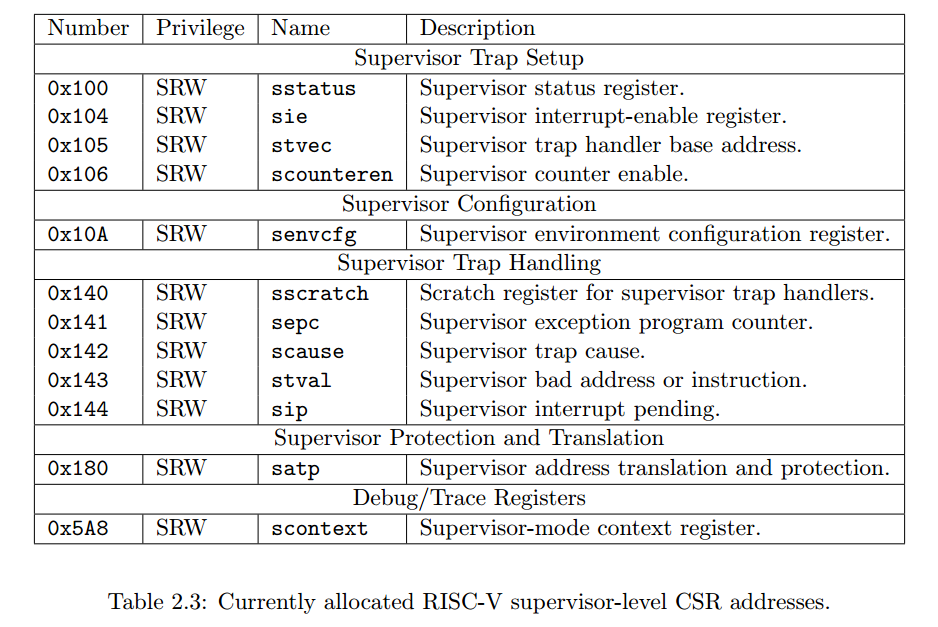 Number Privilege Name Description
Supervisor Trap Setup
0x100 SRW sstatus Supervisor status register.
0x104 SRW sie Supervisor interrupt-enable register.
0x105 SRW stvec Supervisor trap handler base address.
0x106 SRW scounteren Supervisor counter enable.
Supervisor Configuration
0x10A SRW senvcfg Supervisor environment configuration register.
Supervisor Trap Handling
0x140 SRW sscratch Scratch register for supervisor trap handlers.
0x141 SRW sepc Supervisor exception program counter.
0x142 SRW scause Supervisor trap cause.
0x143 SRW stval Supervisor bad address or instruction.
0x144 SRW sip Supervisor interrupt pending.
Supervisor Protection and Translation
0x180 SRW satp Supervisor address translation and protection.
Debug/Trace Registers
0x5A8 SRW scontext Supervisor-mode context register.
Table 2.3: Currently allocated RISC-V supervisor-level CSR addresses.